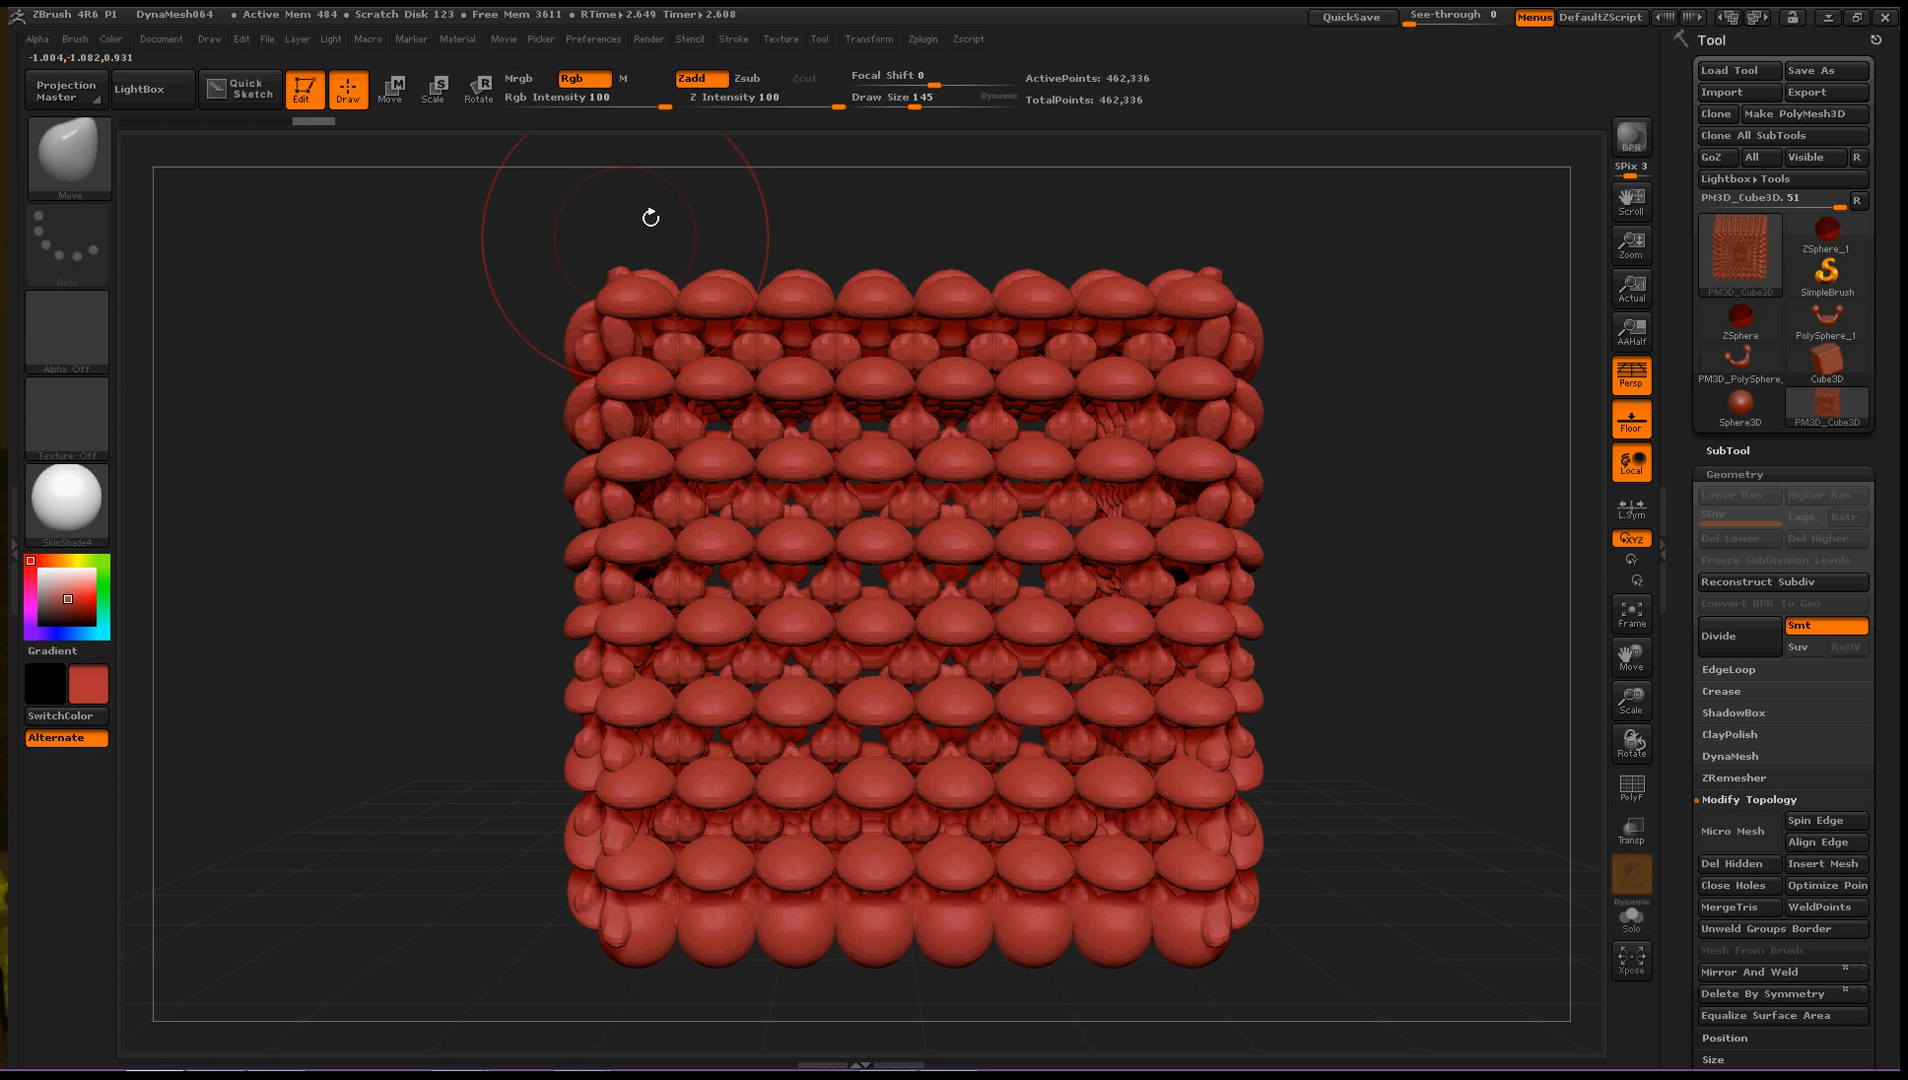 ZBrush 4R6 P1 DynaMesh064 • Active Mem 484 • Scratch Disk 123 • Free Mem 3611 • RTime▸2.649 Timer▸2.608 QuickSave See-through 0 Menus DefaultZScript
Alpha Brush Color Document Draw Edit File Layer Light Macro Marker Material Movie Picker Preferences Render Stencil Stroke Texture Tool Transform Zplugin Zscript
-1.004,-1.082,0.931
Projection Master
LightBox
Quick Sketch
Edit
Draw
Move
Scale
Rotate
Mrgb Rgb M
Rgb Intensity 100
Zadd Zsub Zcut
Z Intensity 100
Focal Shift 0
Draw Size 145 Dynamic
ActivePoints: 462,336
TotalPoints: 462,336
Move
Dots
Alpha Off
Texture Off
SkinShade4
Gradient
SwitchColor
Alternate
BPR
SPix 3
Scroll
Zoom
Actual
AAHalf
Persp
Floor
Local
L.Sym
XYZ
Frame
Move
Scale
Rotate
PolyF
Transp
Dynamic
Solo
Xpose
Tool
Load Tool Save As
Import Export
Clone Make PolyMesh3D
Clone All SubTools
GoZ All Visible R
Lightbox▸Tools
PM3D_Cube3D. 51 R
PM3D_Cube3D
ZSphere_1
SimpleBrush
ZSphere PolySphere_1
PM3D_PolySphere_ Cube3D
Sphere3D PM3D_Cube3D
SubTool
Geometry
Lower Res Higher Res
SDiv Cage Rstr
Del Lower Del Higher
Freeze SubDivision Levels
Reconstruct Subdiv
Convert BPR To Geo
Divide Smt
Suv ReUV
EdgeLoop
Crease
ShadowBox
ClayPolish
DynaMesh
ZRemesher
Modify Topology
Micro Mesh Spin Edge
Align Edge
Del Hidden Insert Mesh
Close Holes Optimize Poin
MergeTris WeldPoints
Unweld Groups Border
Mesh From Brush
Mirror And Weld
Delete By Symmetry
Equalize Surface Area
Position
Size